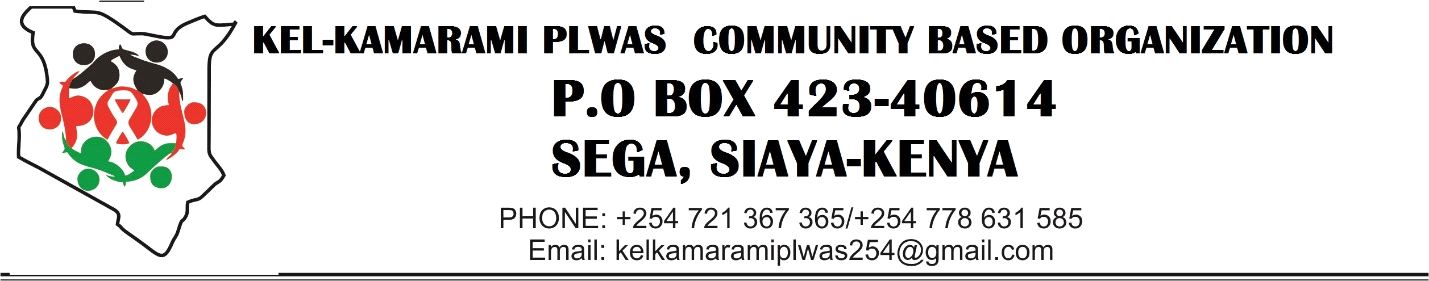 KEL-KAMARAMI PLWAS COMMUNITY BASED ORGANIZATION
P.O BOX 423-40614
SEGA, SIAYA-KENYA
PHONE: +254 721 367 365/+254 778 631 585
Email: kelkamaramiplwas254@gmail.com